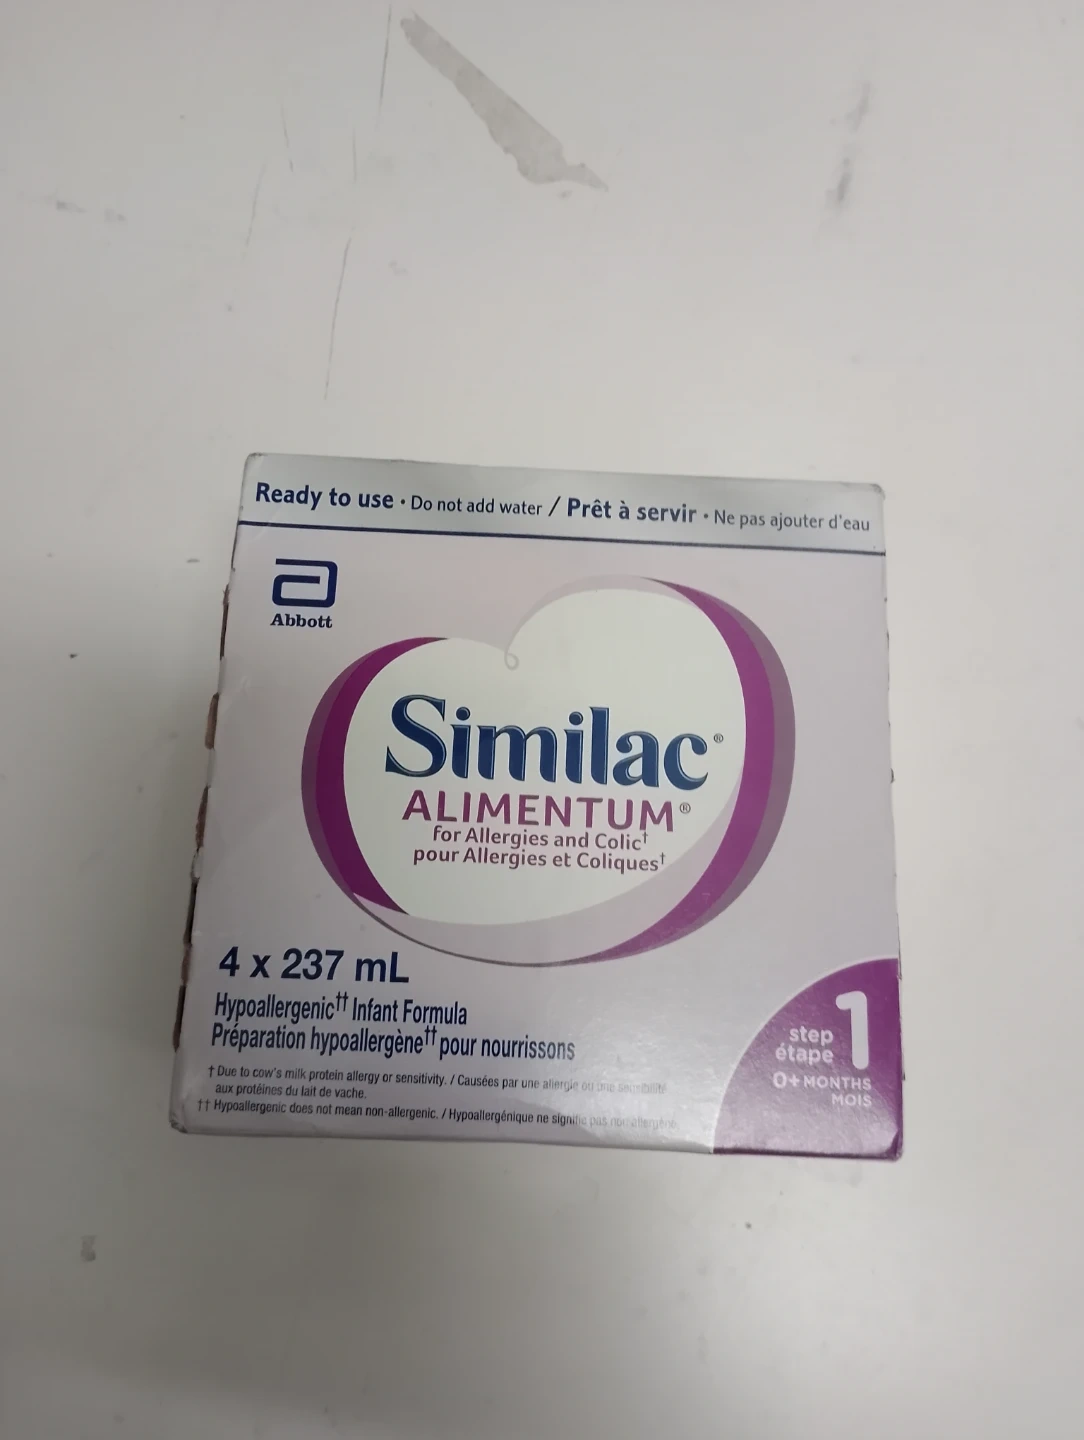 Ready to use • Do not add water / Prêt à servir • Ne pas ajouter d'eau
Abbott
Similac®
ALIMENTUM®
for Allergies and Colic†
pour Allergies et Coliques†
4 x 237 mL
Hypoallergenic†† Infant Formula
Préparation hypoallergène†† pour nourrissons
† Due to cow's milk protein allergy or sensitivity. / Causées par une allergie ou une sensibilité
aux protéines du lait de vache.
†† Hypoallergenic does not mean non-allergenic. / Hypoallergénique ne signifie pas non allergène.
step
étape
1
0+ MONTHS
MOIS